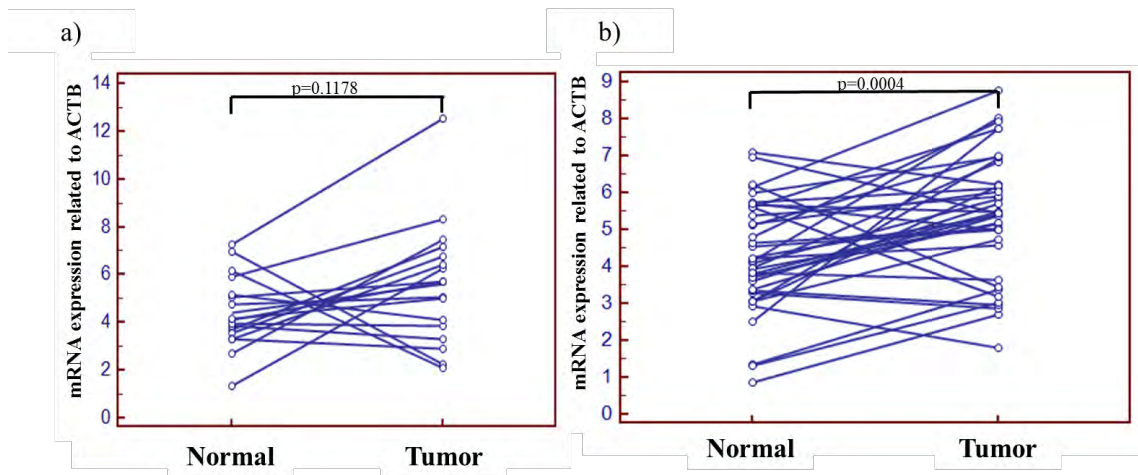 a)
mRNA expression related to ACTB
14
12
10
8
6
4
2
0
p=0.1178
Normal Tumor
b)
mRNA expression related to ACTB
9
8
7
6
5
4
3
2
1
0
p=0.0004
Normal Tumor